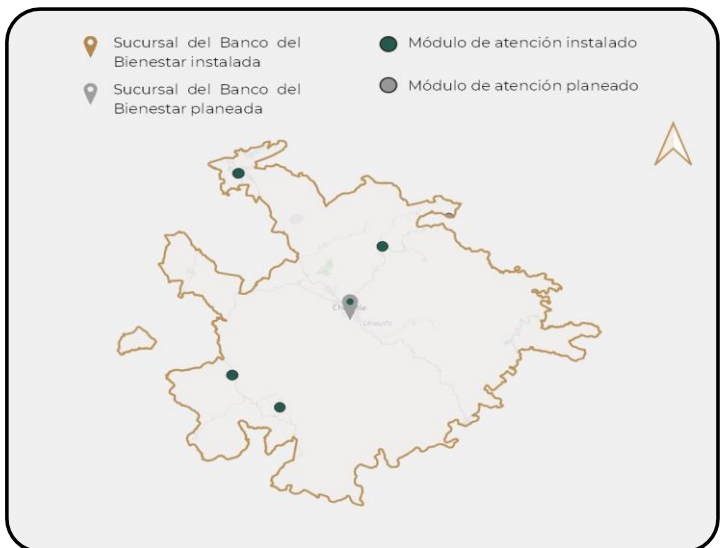 Sucursal del Banco del
Bienestar instalada
Sucursal del Banco del
Bienestar planeada
Módulo de atención instalado
Módulo de atención planeado